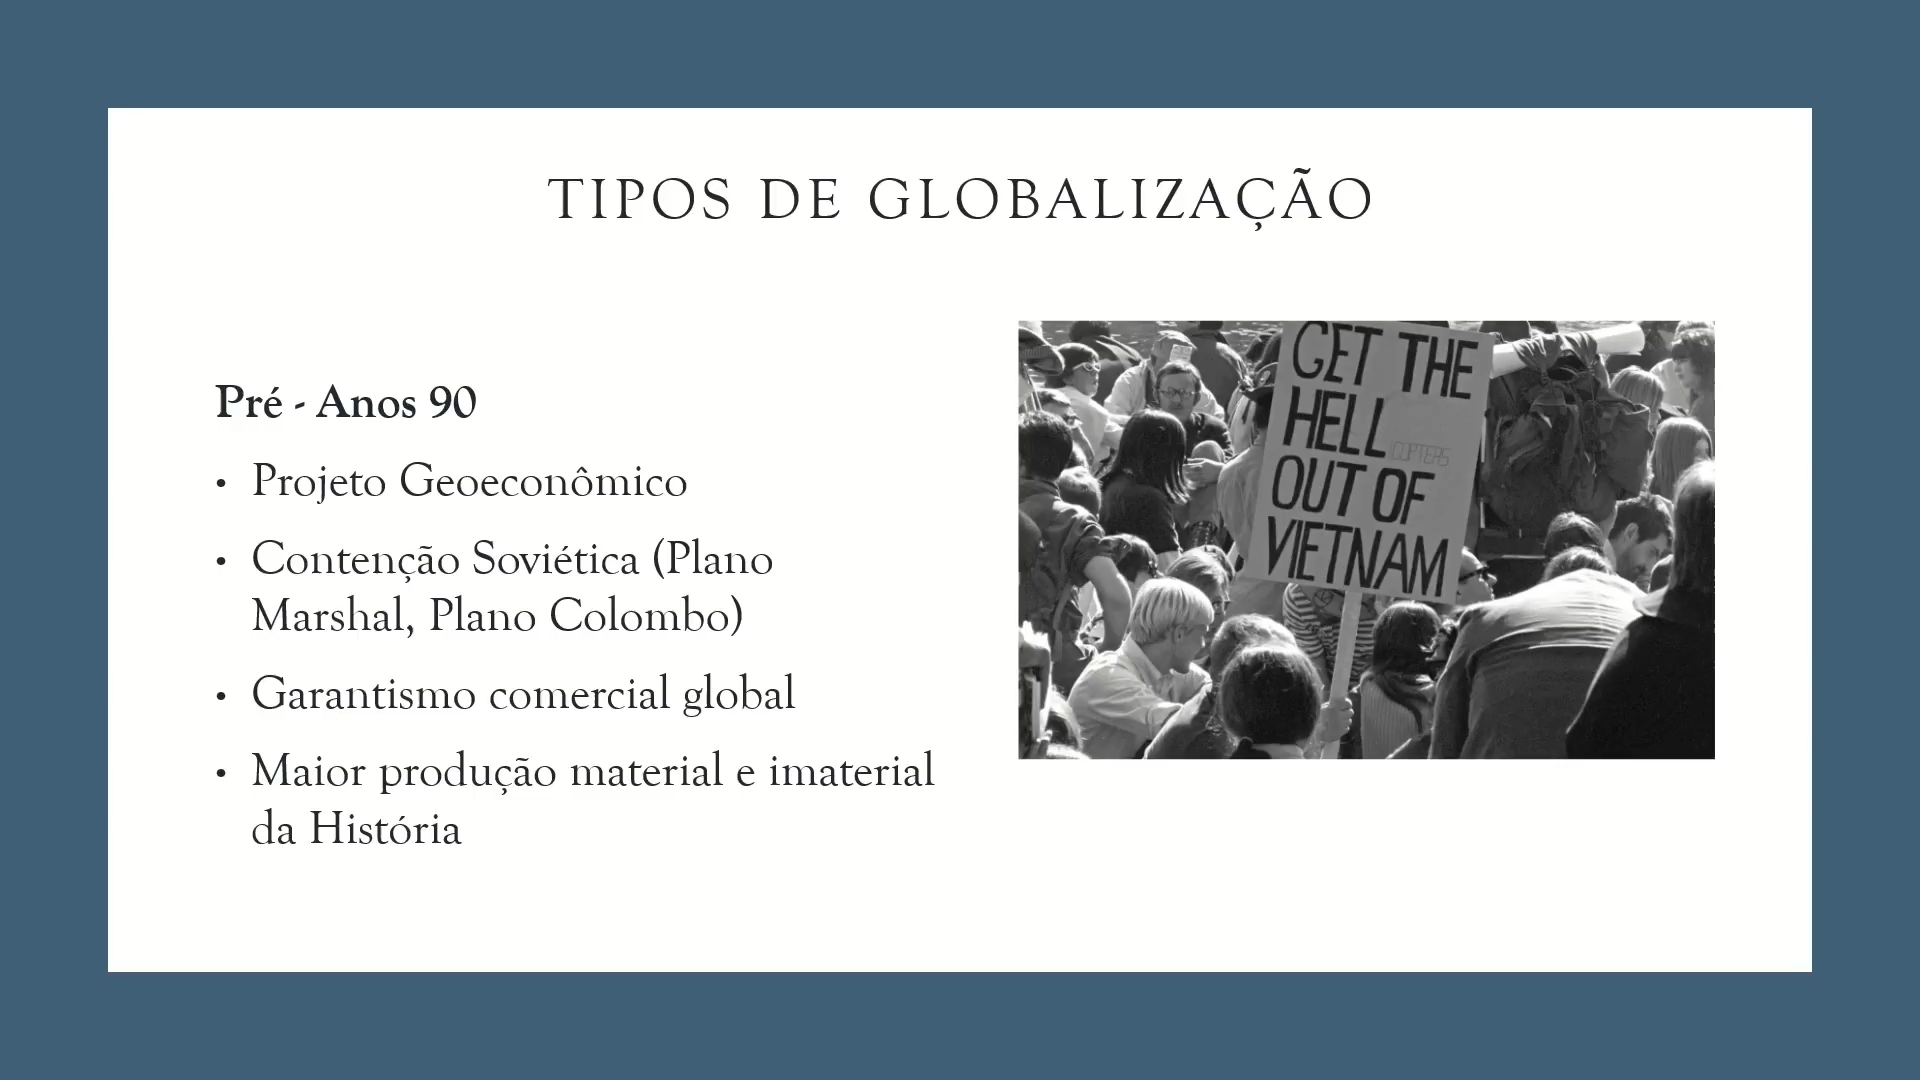 TIPOS DE GLOBALIZAÇÃO
Pré - Anos 90
• Projeto Geoeconômico
• Contenção Soviética (Plano
Marshal, Plano Colombo)
• Garantismo comercial global
• Maior produção material e imaterial
da História
GET THE
HELL
ICOPTERS
OUT OF
VIETNAM